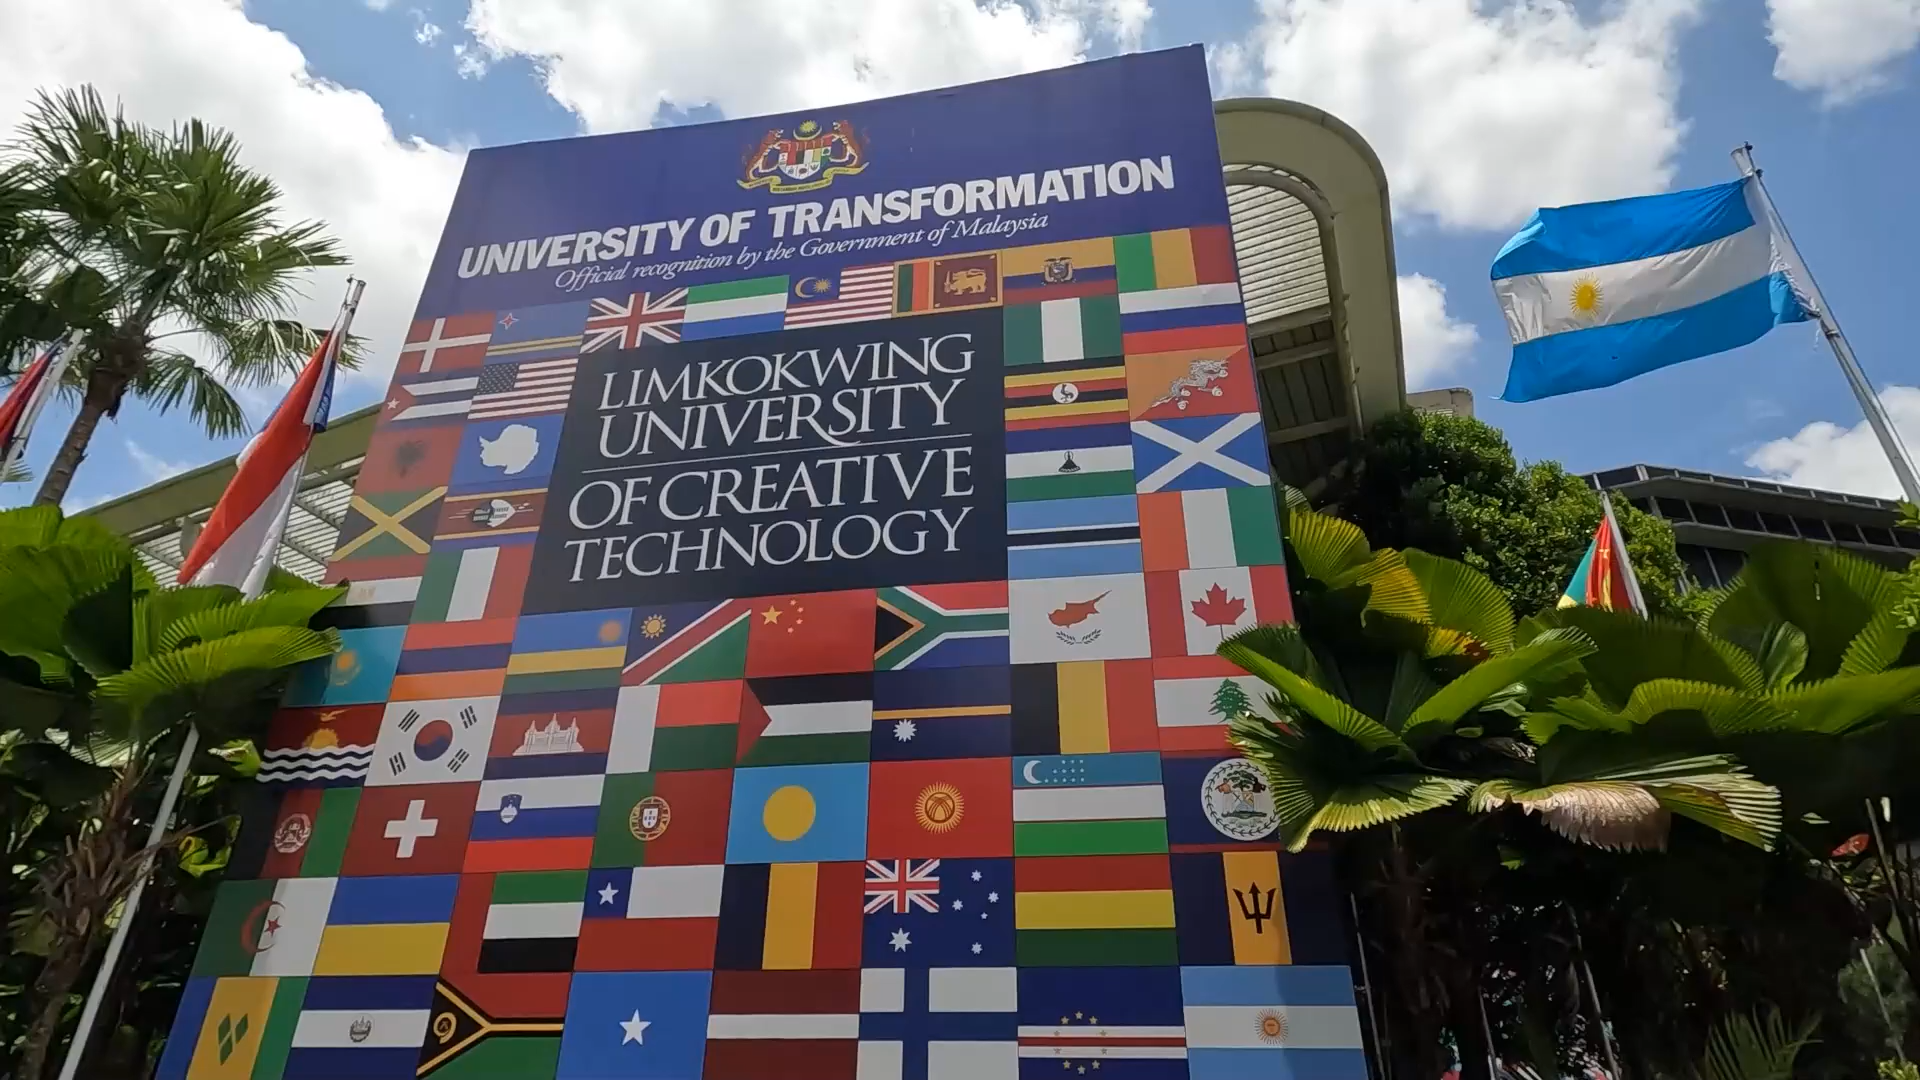 UNIVERSITY OF TRANSFORMATION
Official recognition by the Government of Malaysia
LIMKOKWING
UNIVERSITY
OF CREATIVE
TECHNOLOGY